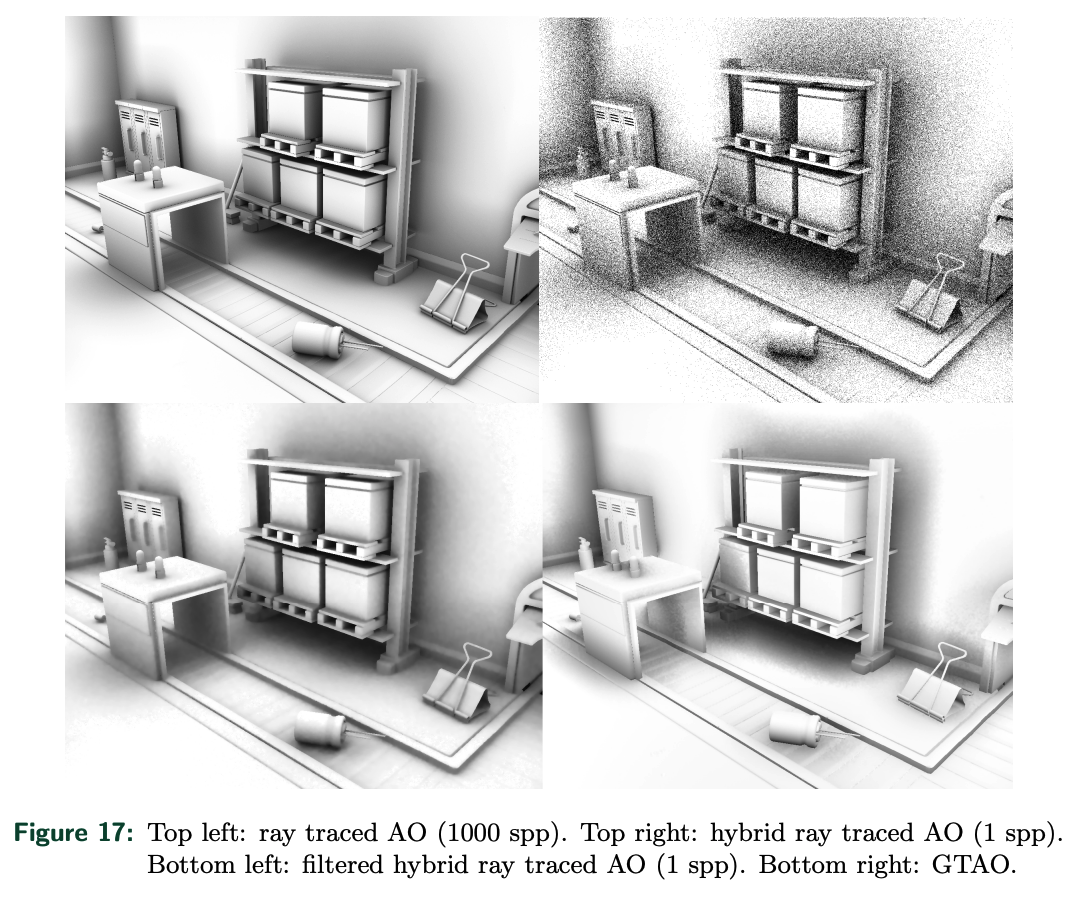 Figure 17: Top left: ray traced AO (1000 spp). Top right: hybrid ray traced AO (1 spp).
Bottom left: filtered hybrid ray traced AO (1 spp). Bottom right: GTAO.